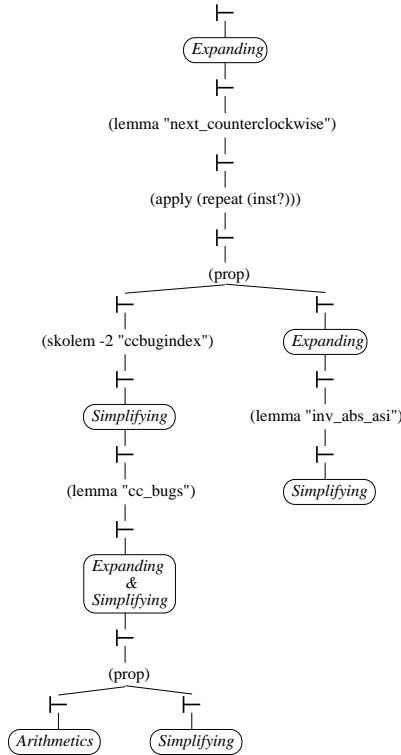 Expanding
(lemma "next_counterclockwise")
(apply (repeat (inst?)))
(prop)
(skolem -2 "ccbugindex")
Expanding
Simplifying
(lemma "inv_abs_asi")
(lemma "cc_bugs")
Simplifying
Expanding
&
Simplifying
(prop)
Arithmetics
Simplifying